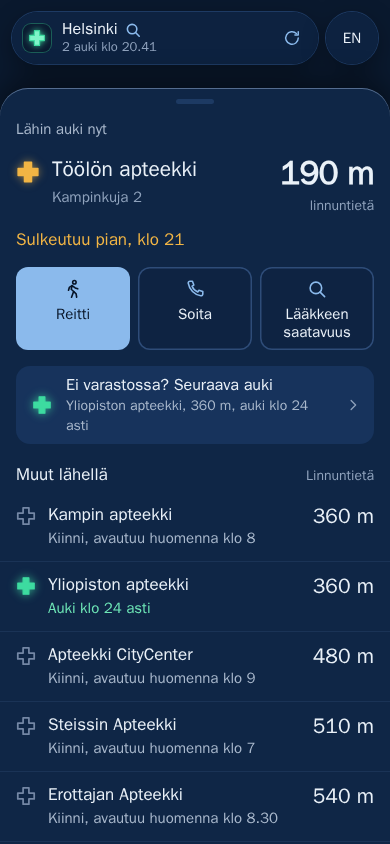 Helsinki
2 auki klo 20.41
EN
Lähin auki nyt
Töölön apteekki
190 m
Kampinkuja 2
linnuntietä
Sulkeutuu pian, klo 21
Reitti
Soita
Lääkkeen
saatavuus
Ei varastossa? Seuraava auki
Yliopiston apteekki, 360 m, auki klo 24
asti
Muut lähellä
Linnuntietä
Kampin apteekki
360 m
Kiinni, avautuu huomenna klo 8
Yliopiston apteekki
360 m
Auki klo 24 asti
Apteekki CityCenter
480 m
Kiinni, avautuu huomenna klo 9
Steissin Apteekki
510 m
Kiinni, avautuu huomenna klo 7
Erottajan Apteekki
540 m
Kiinni, avautuu huomenna klo 8.30